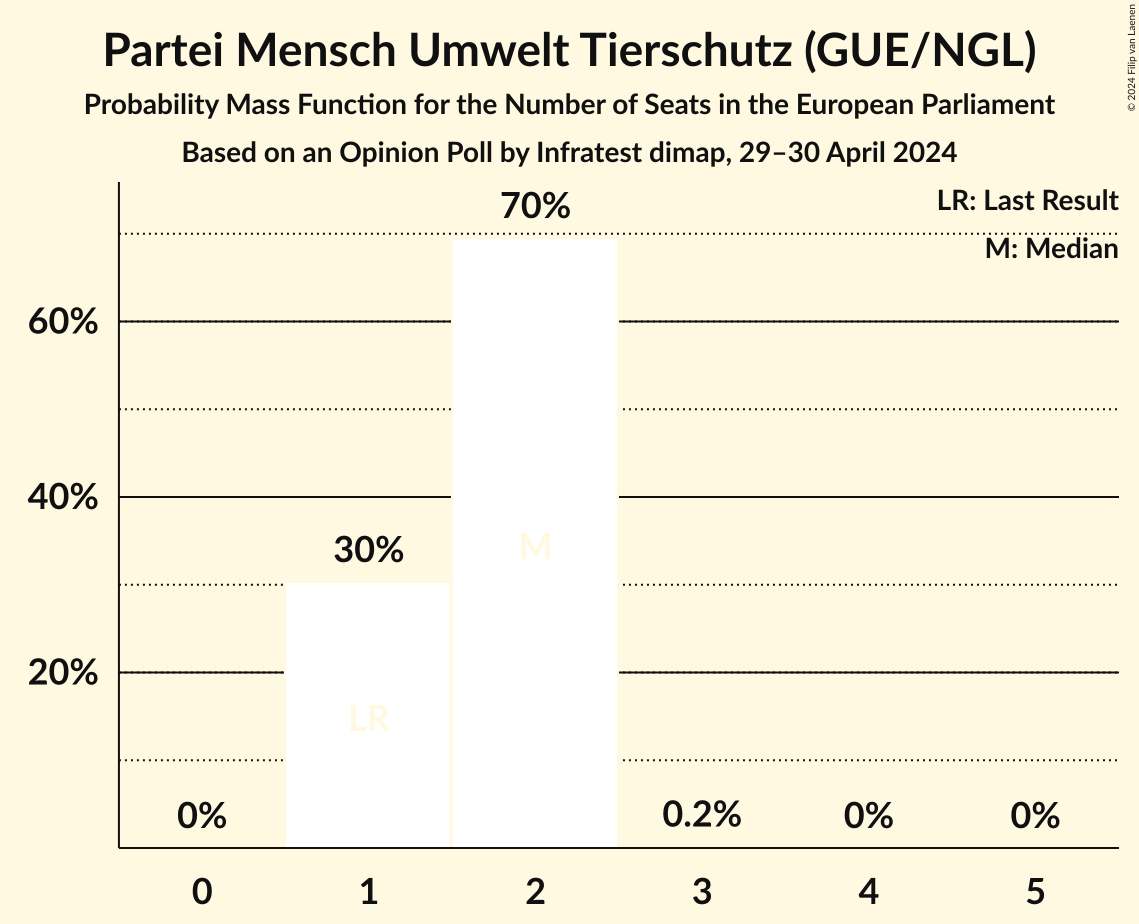 Partei Mensch Umwelt Tierschutz (GUE/NGL)
Probability Mass Function for the Number of Seats in the European Parliament
Based on an Opinion Poll by Infratest dimap, 29–30 April 2024
© 2024 Filip van Laenen
LR: Last Result
M: Median
70%
60%
40%
30%
20%
M
LR
0%
0.2%
0%
0%
0
1
2
3
4
5